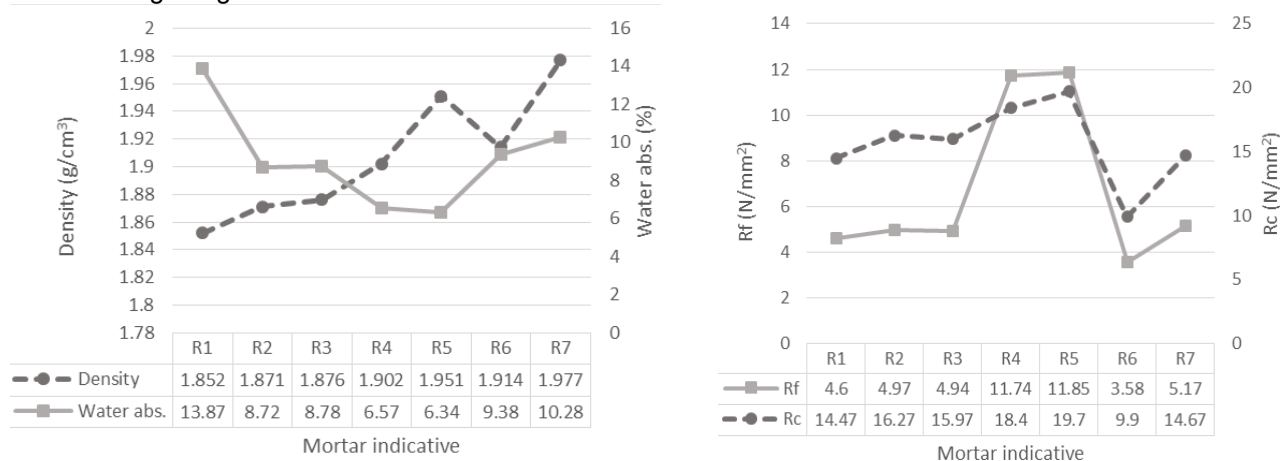 2
1.98
1.96
1.94
1.92
1.9
1.88
1.86
1.84
1.82
1.8
1.78
Density (g/cm³)
16
14
12
10
8
6
4
2
0
Water abs. (%)
R1 R2 R3 R4 R5 R6 R7
Density 1.852 1.871 1.876 1.902 1.951 1.914 1.977
Water abs. 13.87 8.72 8.78 6.57 6.34 9.38 10.28
Mortar indicative
14
12
10
8
6
4
2
0
Rf (N/mm²)
25
20
15
10
5
0
Rc (N/mm²)
R1 R2 R3 R4 R5 R6 R7
Rf 4.6 4.97 4.94 11.74 11.85 3.58 5.17
Rc 14.47 16.27 15.97 18.4 19.7 9.9 14.67
Mortar indicative